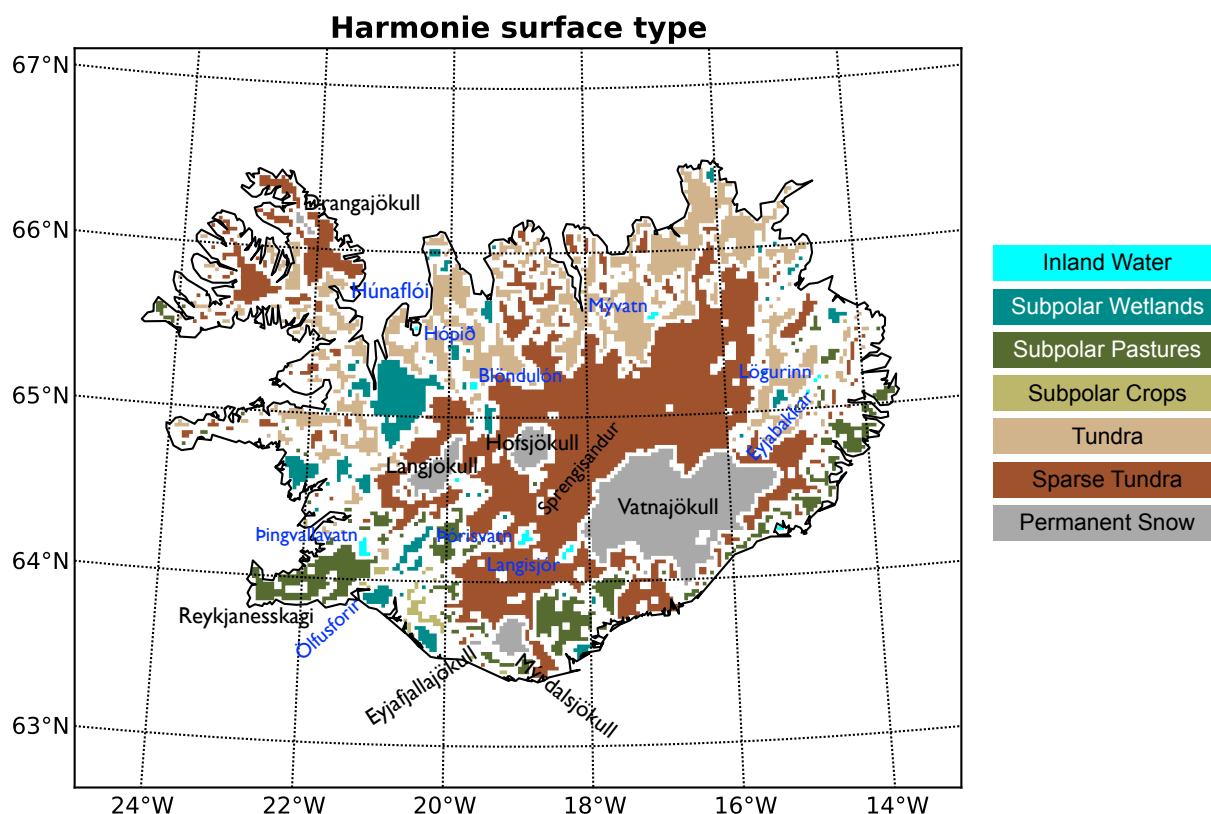 Harmonie surface type
67°N
66°N
65°N
64°N
63°N
24°W
22°W
20°W
18°W
16°W
14°W
Drangajökull
Húnaflói
Hópið
Mývatn
Blöndulón
Lögurinn
Eyjabakkar
Hofsjökull
Langjökull
Sprengisandur
Vatnajökull
Þingvallavatn
Þórisvatn
Langisjór
Reykjanesskagi
Ölfusforir
Eyjafjallajökull
Myrdalsjökull
Inland Water
Subpolar Wetlands
Subpolar Pastures
Subpolar Crops
Tundra
Sparse Tundra
Permanent Snow